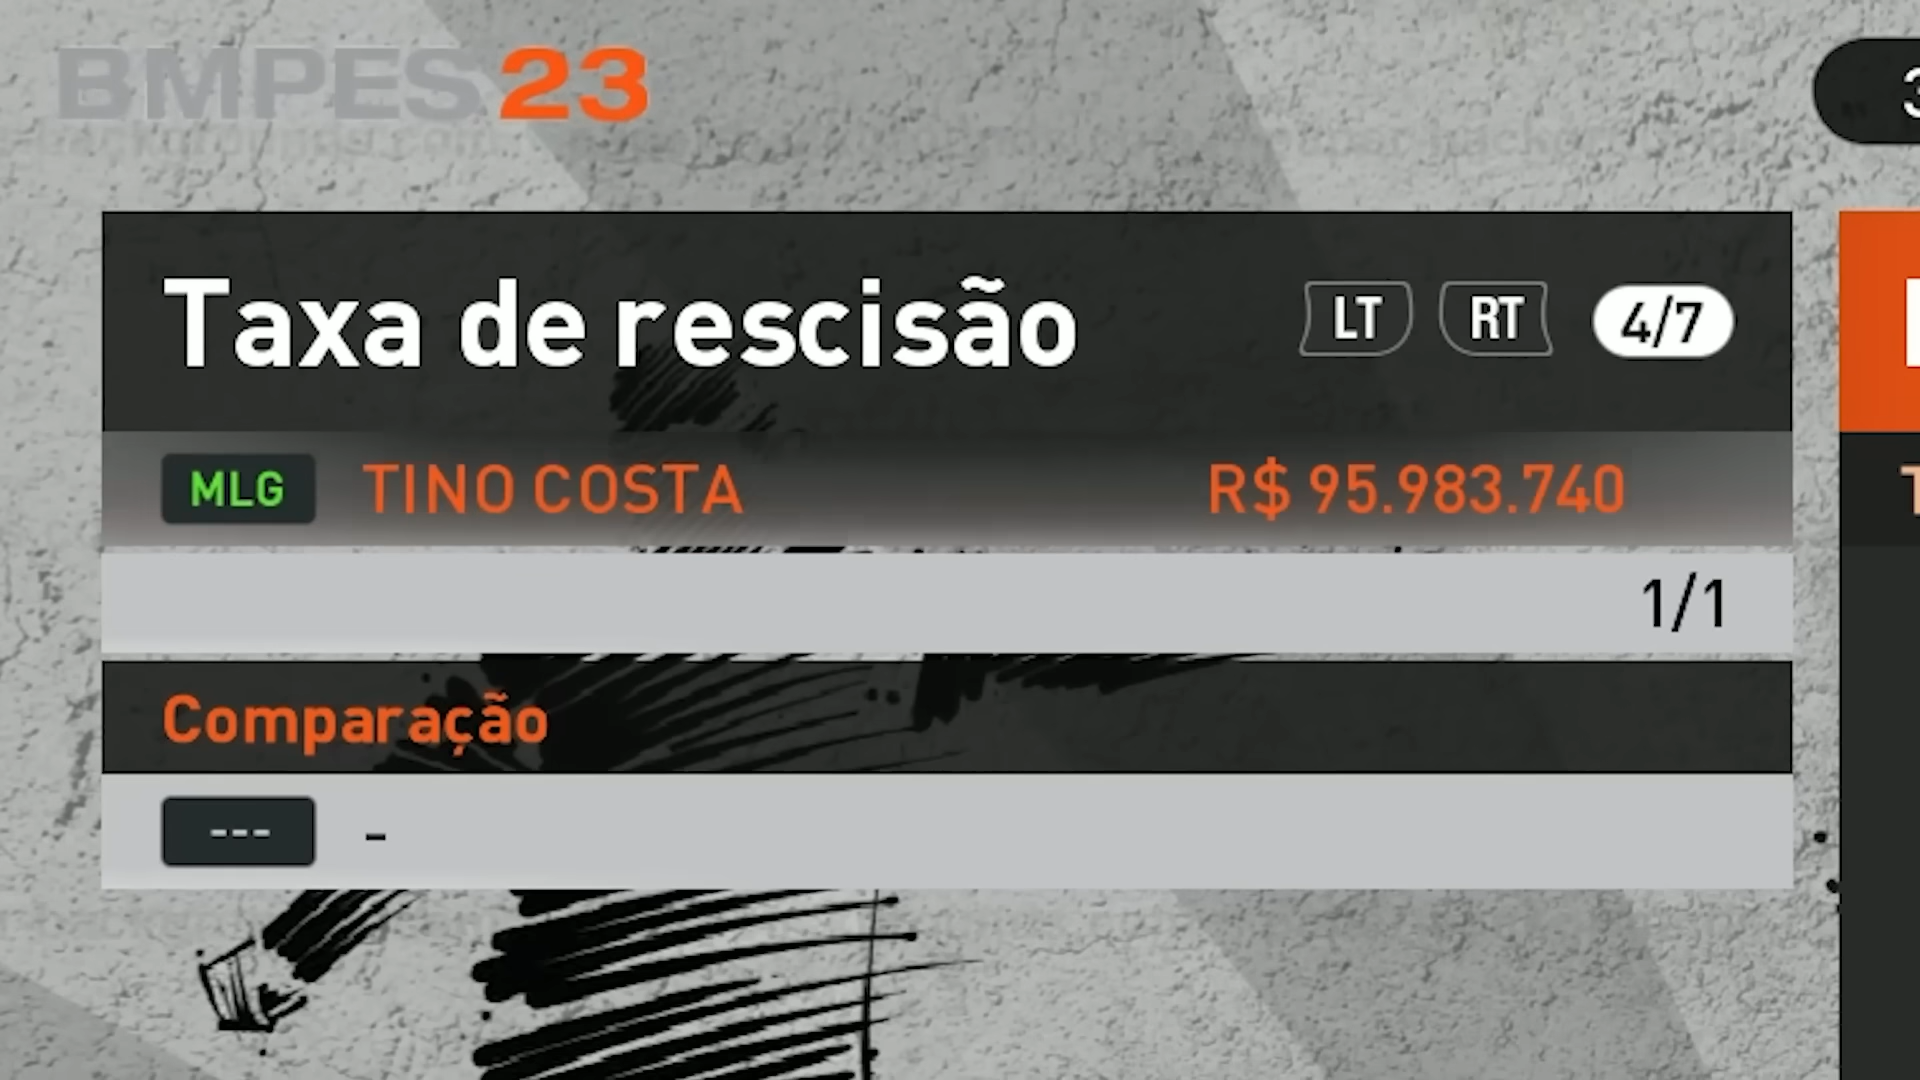 BMPES 23
Taxa de rescisão LT RT 4/7
MLG TINO COSTA R$ 95.983.740
1/1
Comparação
--- -